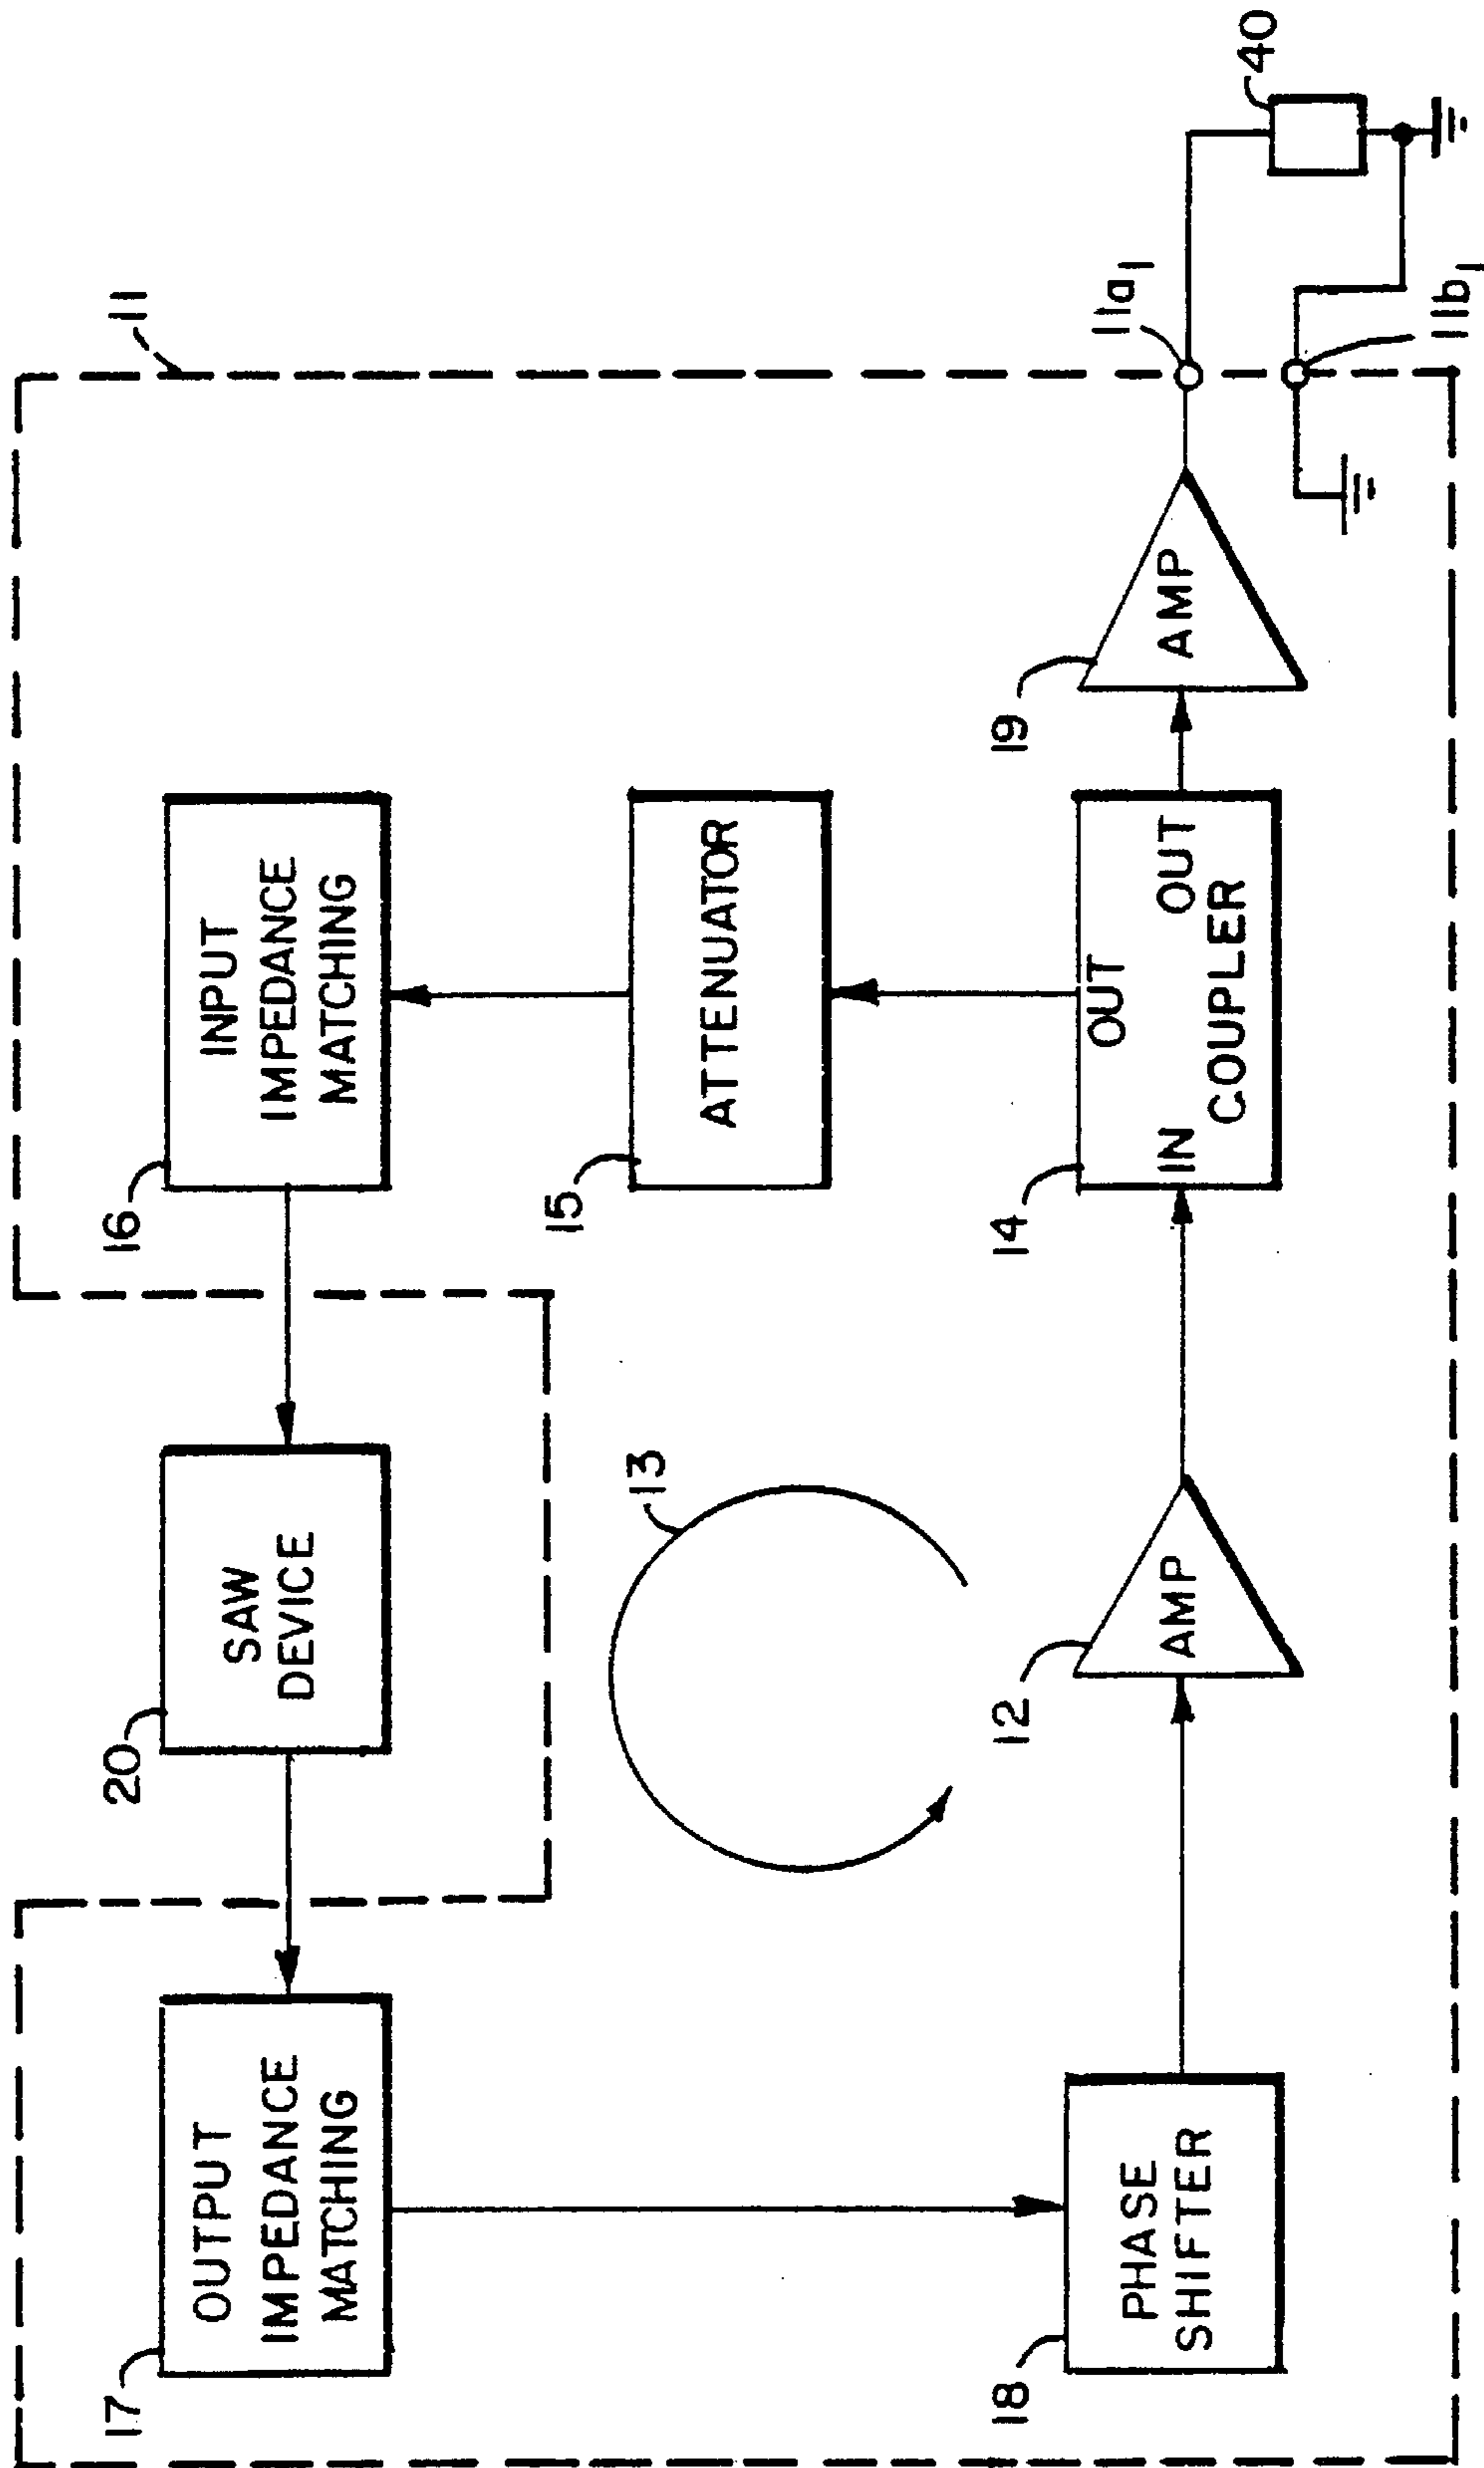 17
OUTPUT
IMPEDANCE
MATCHING
20
SAW
DEVICE
16
INPUT
IMPEDANCE
MATCHING
11
13
15
ATTENUATOR
18
PHASE
SHIFTER
12
AMP
14
OUT
IN
OUT
COUPLER
19
AMP
11a1
11b1
40